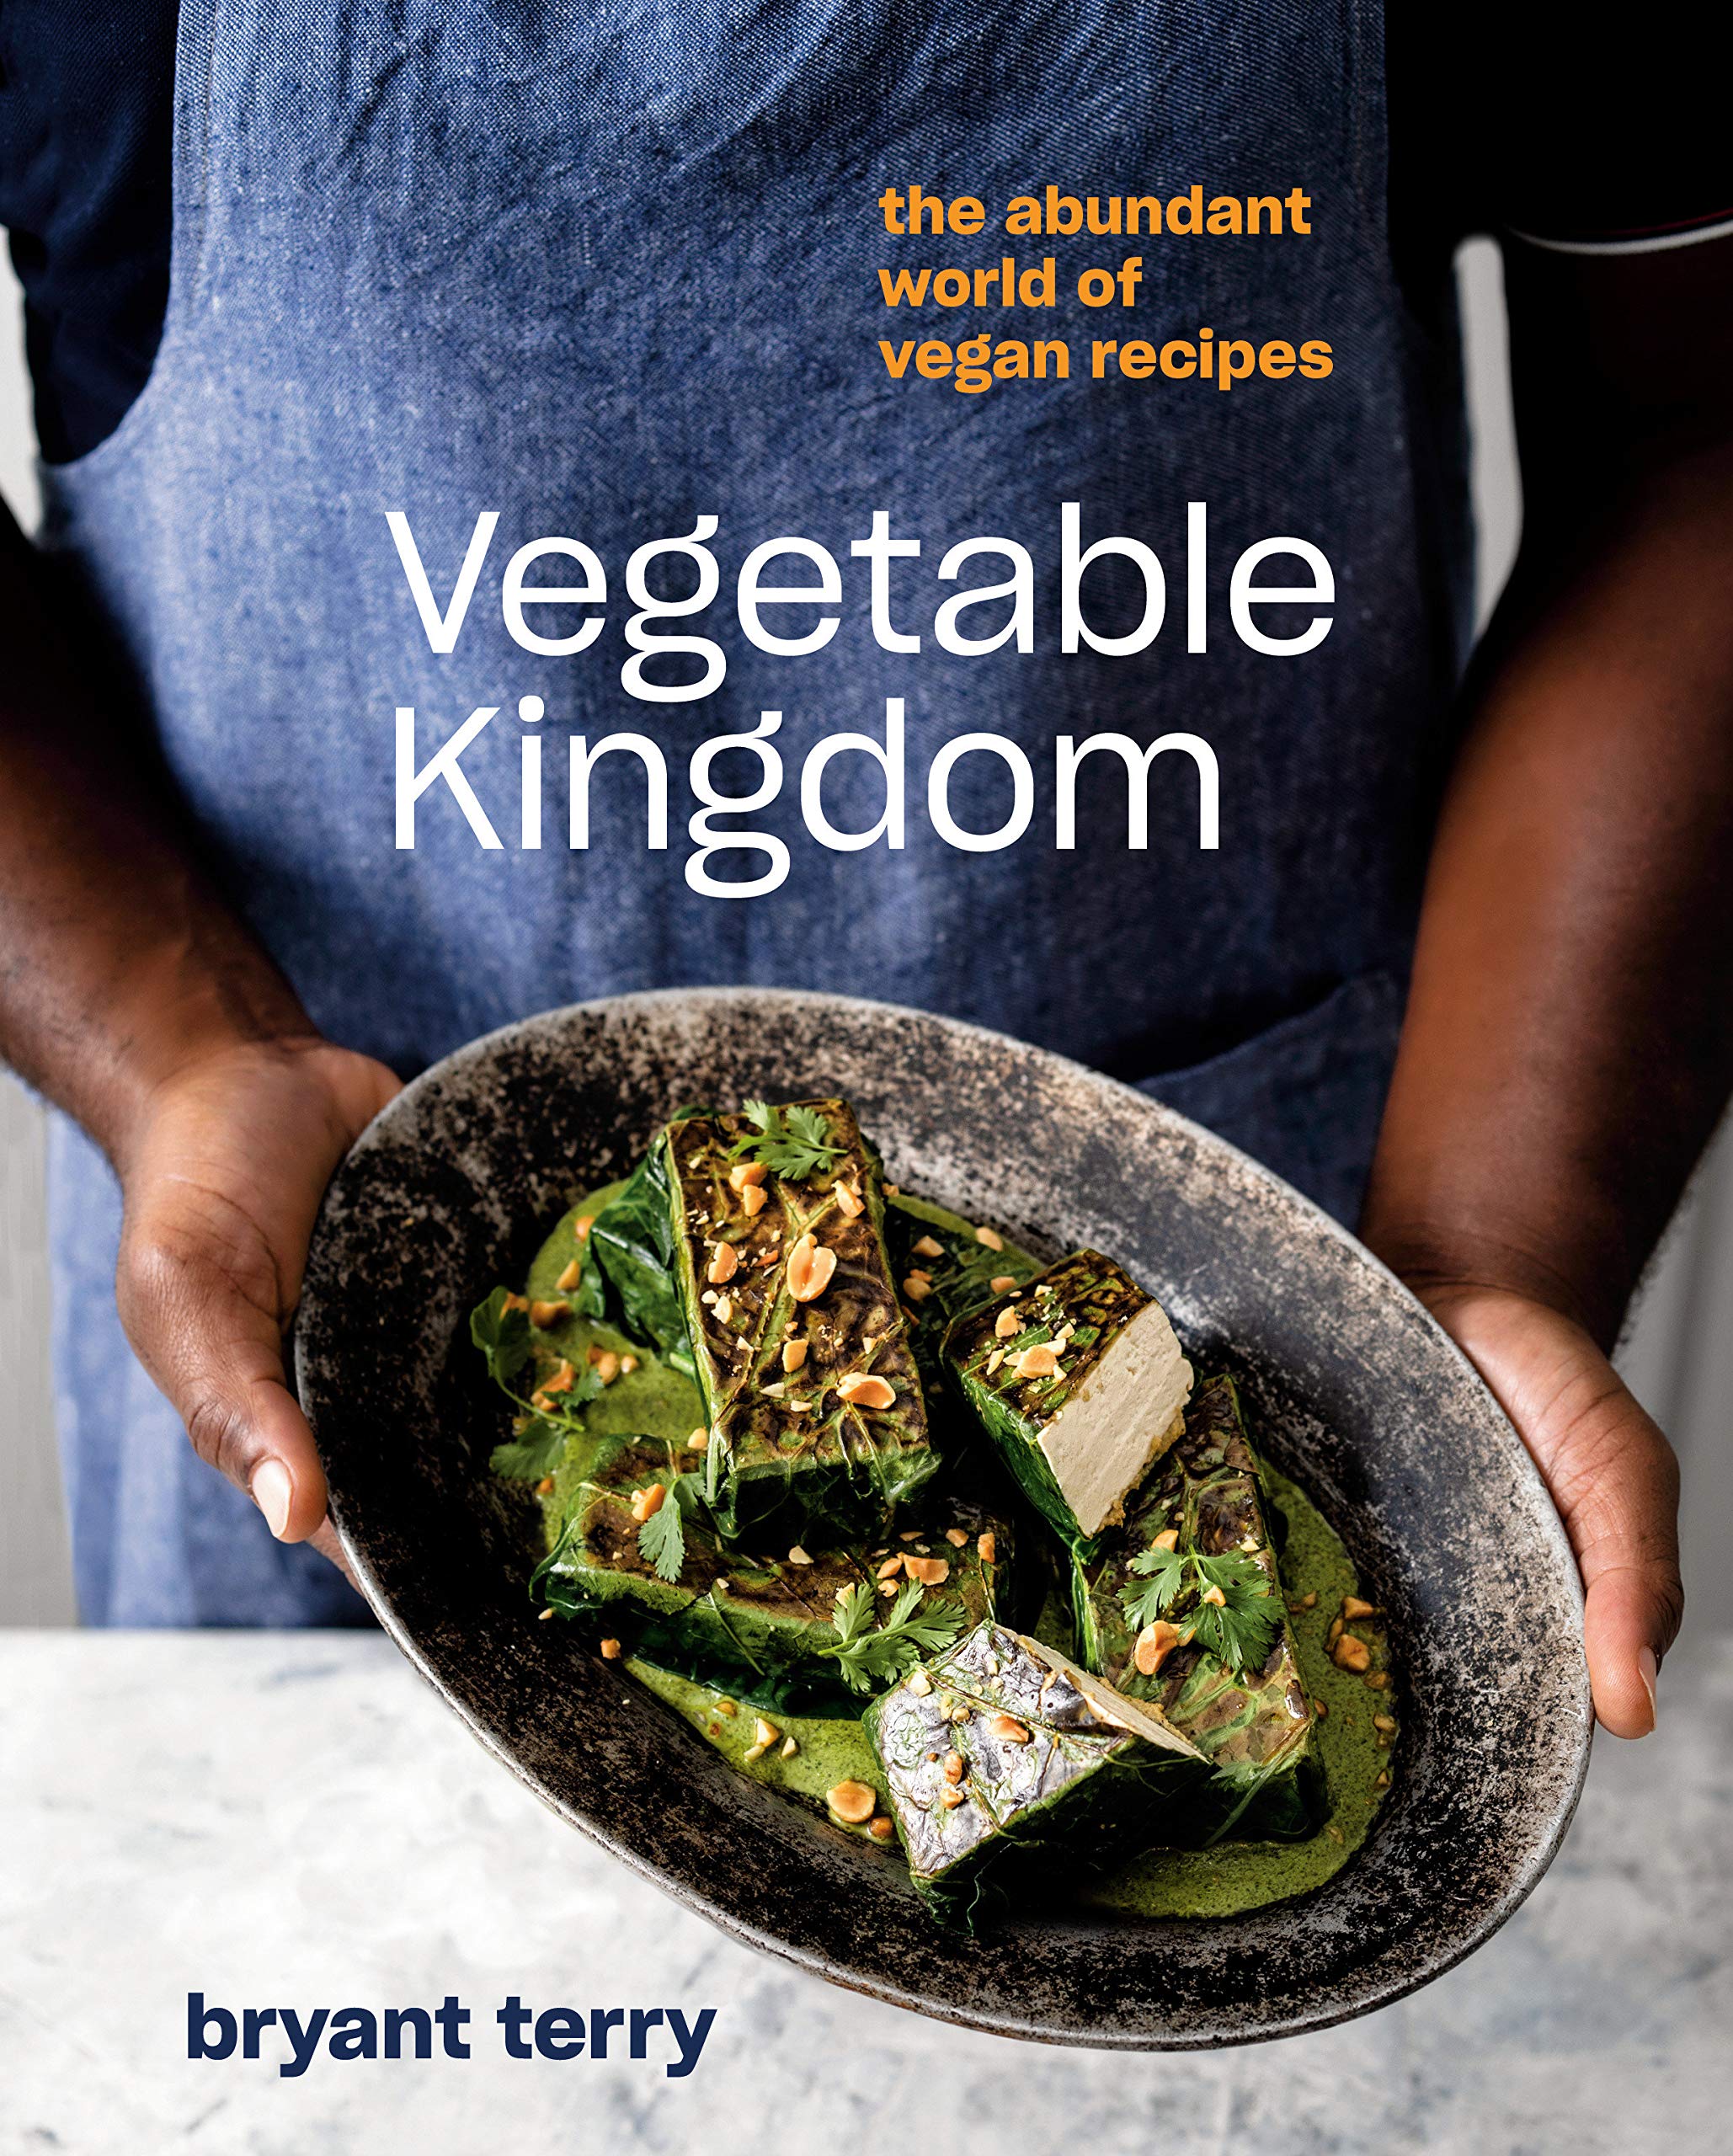 the abundant
world of
vegan recipes
Vegetable
Kingdom
bryant terry